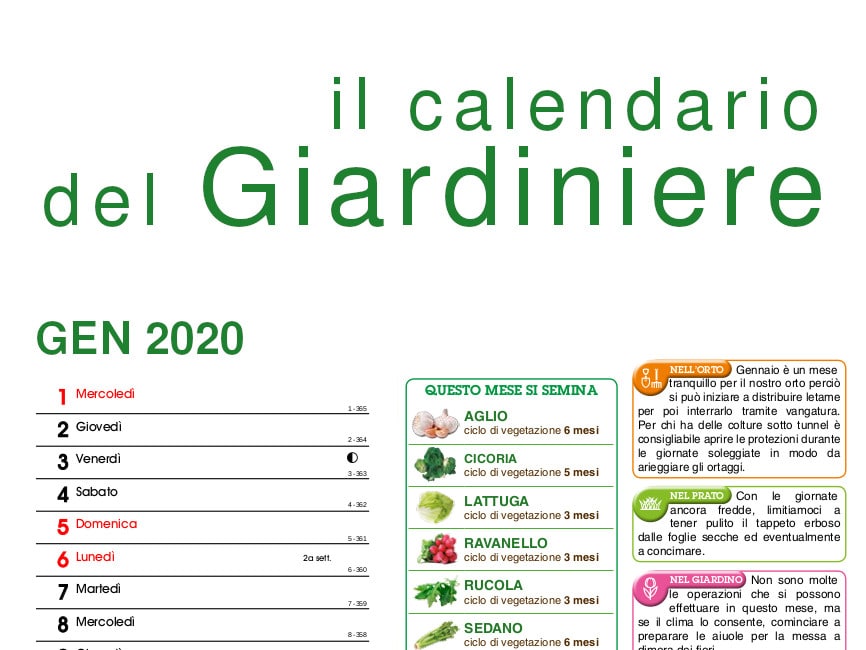 il calendario
del Giardiniere
GEN 2020
1 Mercoledì
1-365
2 Giovedì
2-364
3 Venerdì
3-363
4 Sabato
4-362
5 Domenica
5-361
6 Lunedì 2a sett.
6-360
7 Martedì
7-359
8 Mercoledì
8-358
QUESTO MESE SI SEMINA
AGLIO
ciclo di vegetazione 6 mesi
CICORIA
ciclo di vegetazione 5 mesi
LATTUGA
ciclo di vegetazione 3 mesi
RAVANELLO
ciclo di vegetazione 3 mesi
RUCOLA
ciclo di vegetazione 3 mesi
SEDANO
ciclo di vegetazione 6 mesi
NELL'ORTO Gennaio è un mese
tranquillo per il nostro orto perciò
si può iniziare a distribuire letame
per poi interrarlo tramite vangatura.
Per chi ha delle colture sotto tunnel è
consigliabile aprire le protezioni durante
le giornate soleggiate in modo da
arieggiare gli ortaggi.
NEL PRATO Con le giornate
ancora fredde, limitiamoci a
tener pulito il tappeto erboso
dalle foglie secche ed eventualmente
a concimare.
NEL GIARDINO Non sono molte
le operazioni che si possono
effettuare in questo mese, ma
se il clima lo consente, cominciare a
preparare le aiuole per la messa a
dimora dei fiori